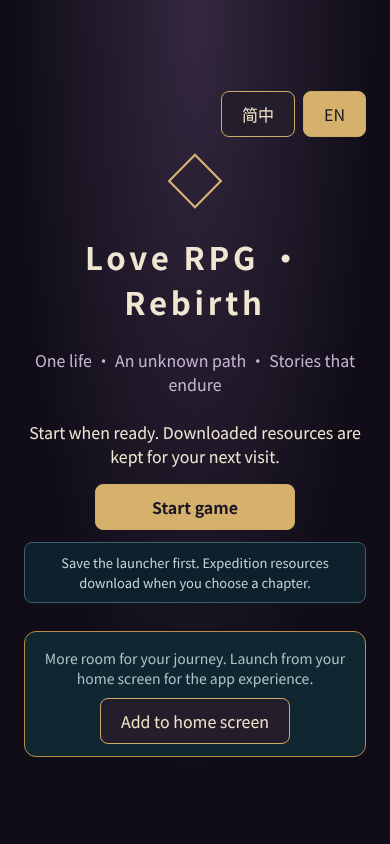 简中
EN
Love RPG ・
Rebirth
One life ・ An unknown path ・ Stories that
endure
Start when ready. Downloaded resources are
kept for your next visit.
Start game
Save the launcher first. Expedition resources
download when you choose a chapter.
More room for your journey. Launch from your
home screen for the app experience.
Add to home screen